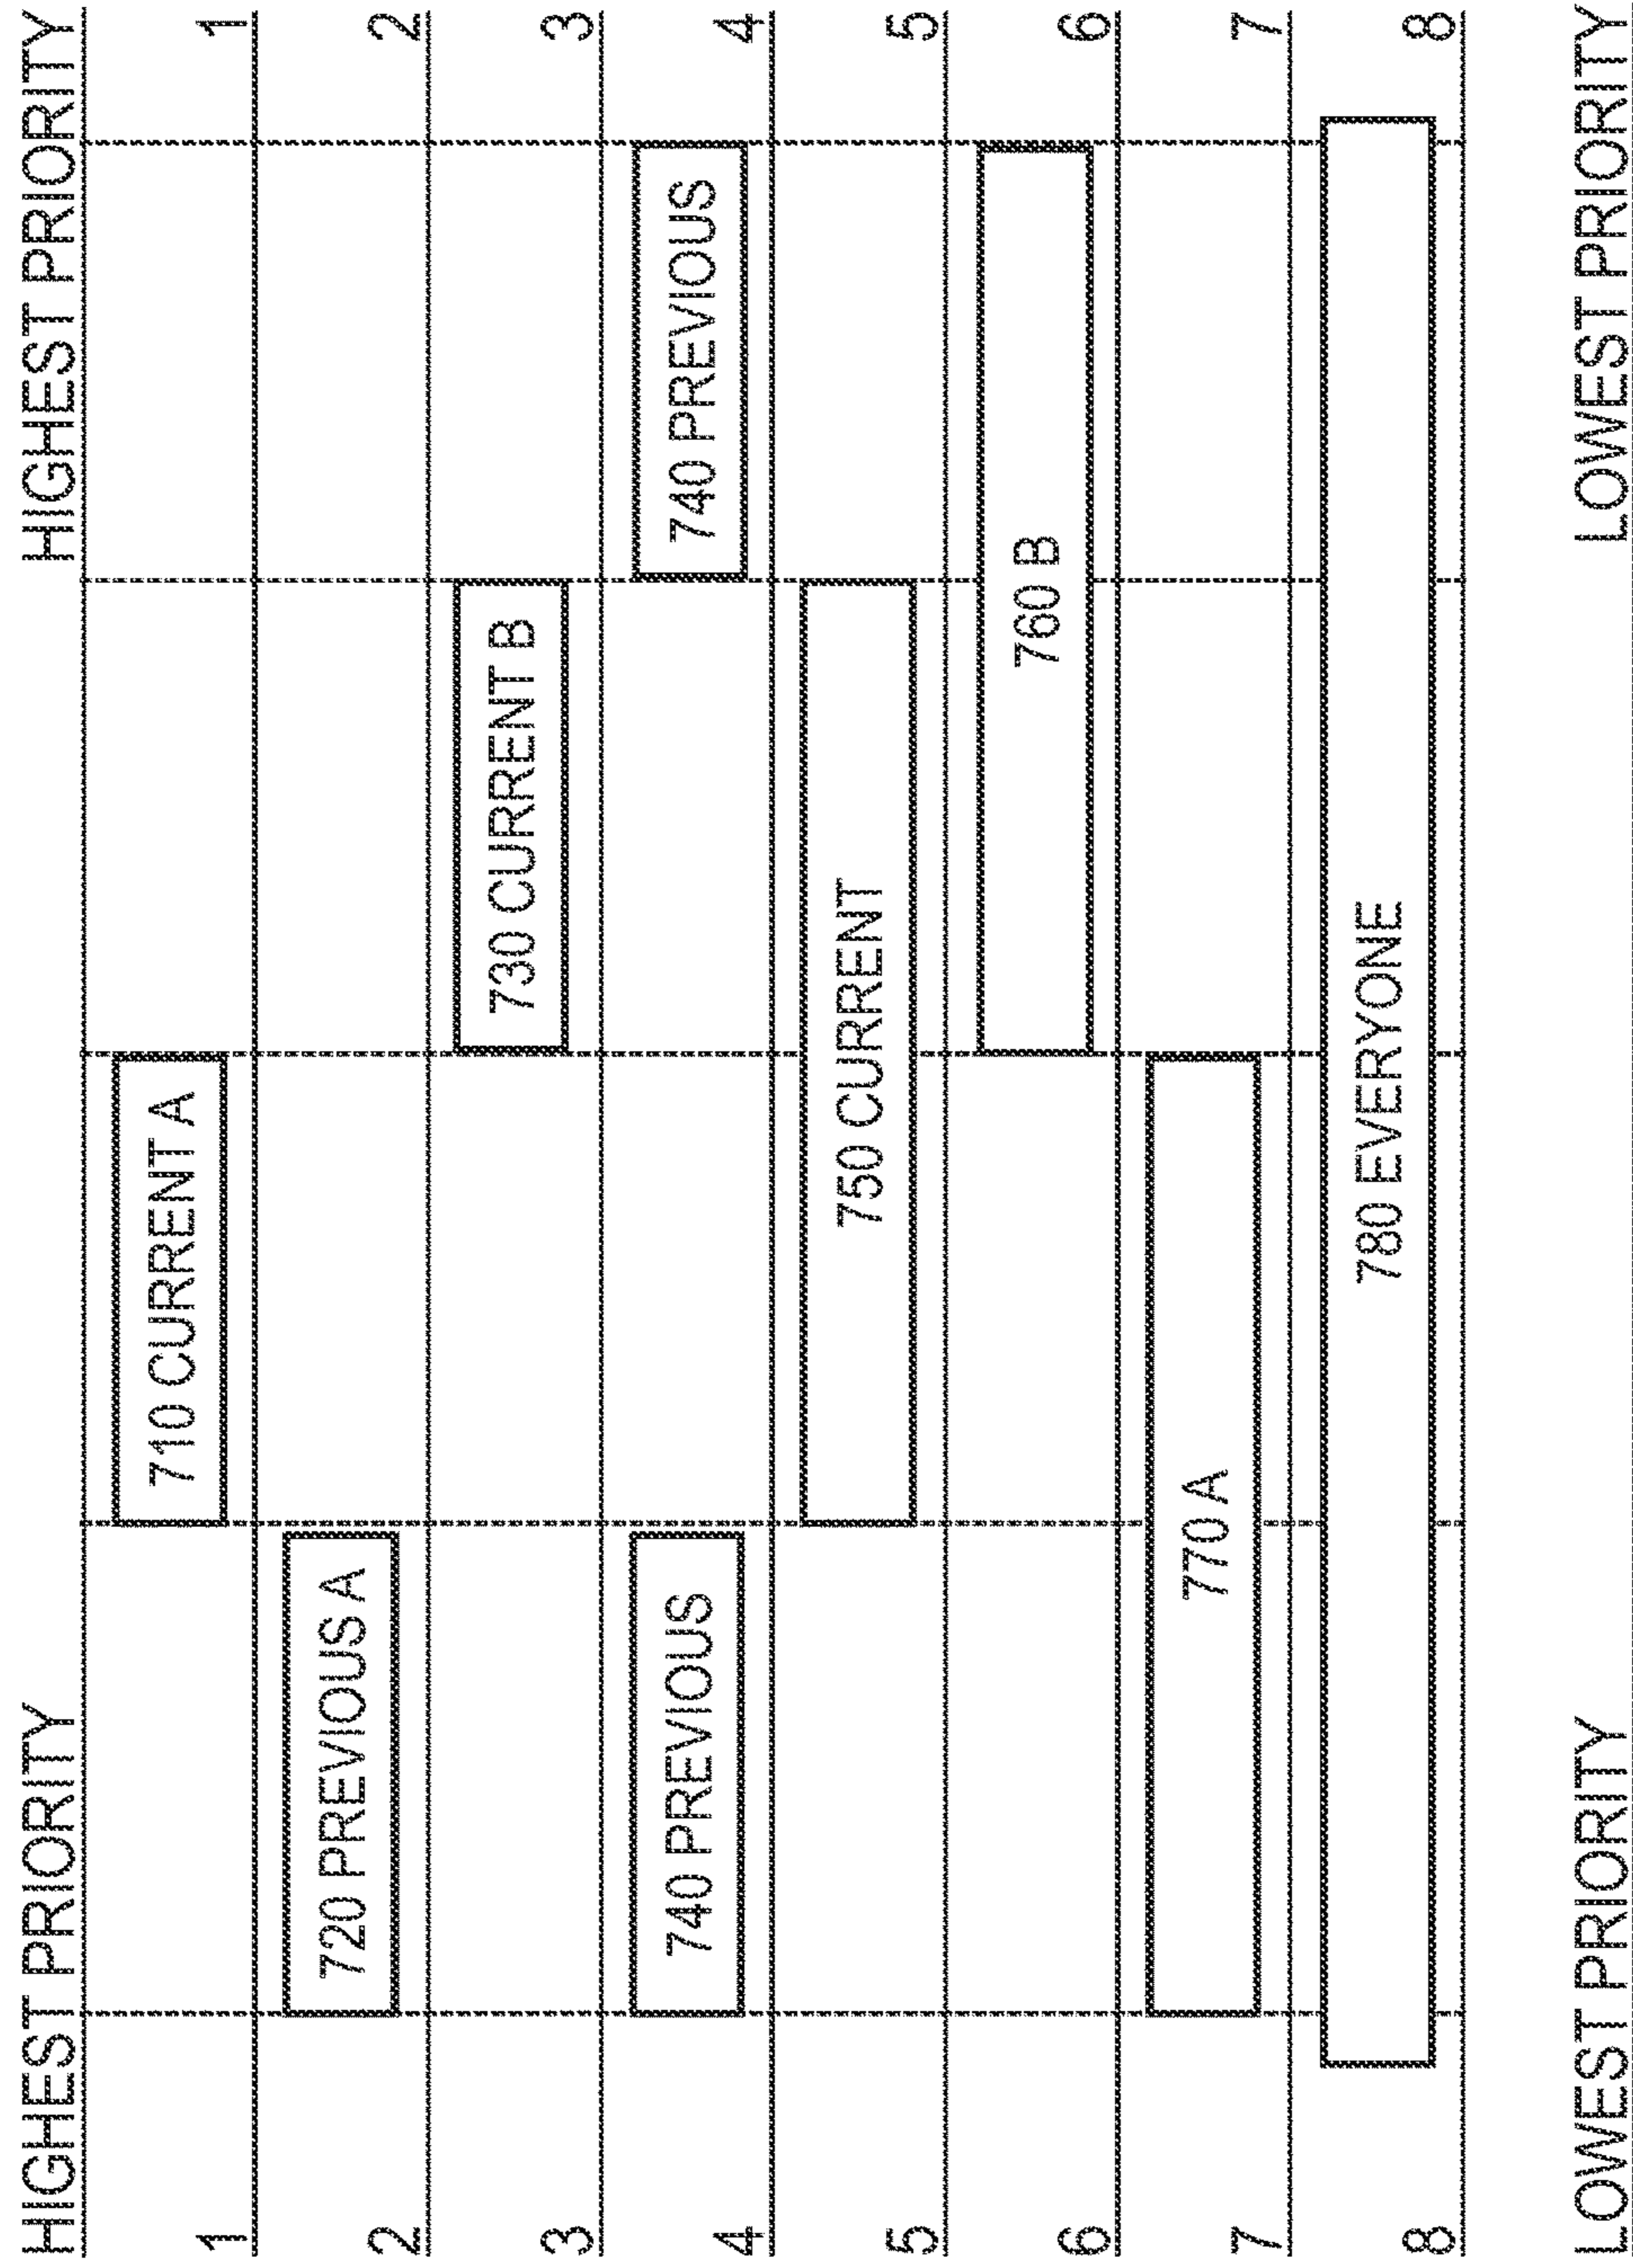 HIGHEST PRIORITY HIGHEST PRIORITY
1 710 CURRENT A 1
2 720 PREVIOUS A 2
3 730 CURRENT B 3
4 740 PREVIOUS 740 PREVIOUS 4
5 750 CURRENT 5
6 760 B 6
7 770 A 7
8 780 EVERYONE 8
LOWEST PRIORITY LOWEST PRIORITY